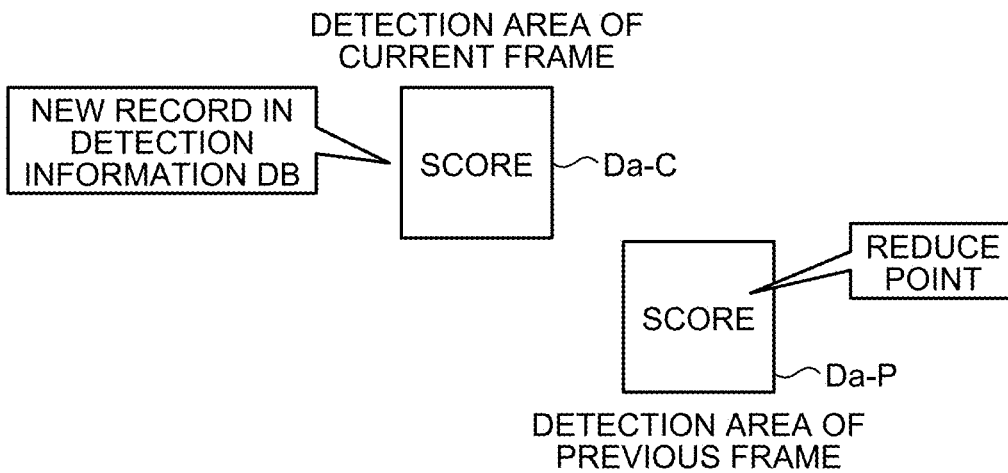 DETECTION AREA OF
CURRENT FRAME
NEW RECORD IN
DETECTION
INFORMATION DB
SCORE
Da-C
REDUCE
POINT
SCORE
Da-P
DETECTION AREA OF
PREVIOUS FRAME